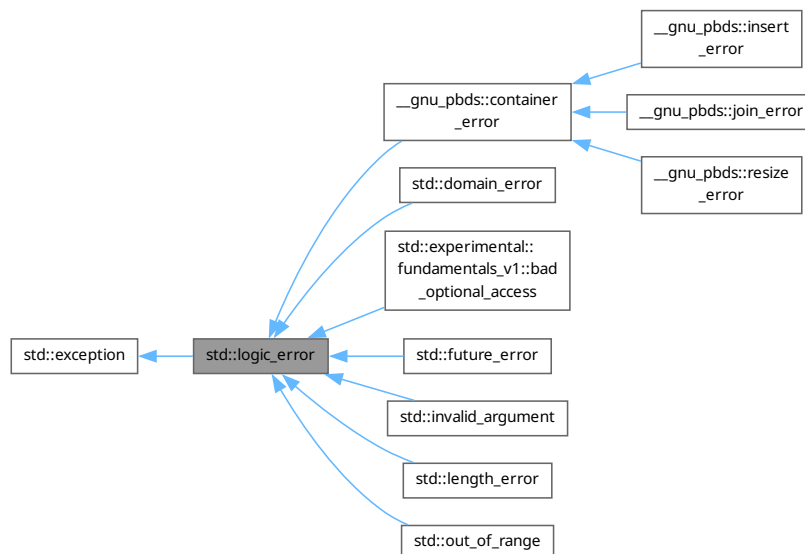 __gnu_pbds::insert
_error
__gnu_pbds::container
_error
__gnu_pbds::join_error
__gnu_pbds::resize
_error
std::domain_error
std::experimental::
fundamentals_v1::bad
_optional_access
std::exception
std::logic_error
std::future_error
std::invalid_argument
std::length_error
std::out_of_range